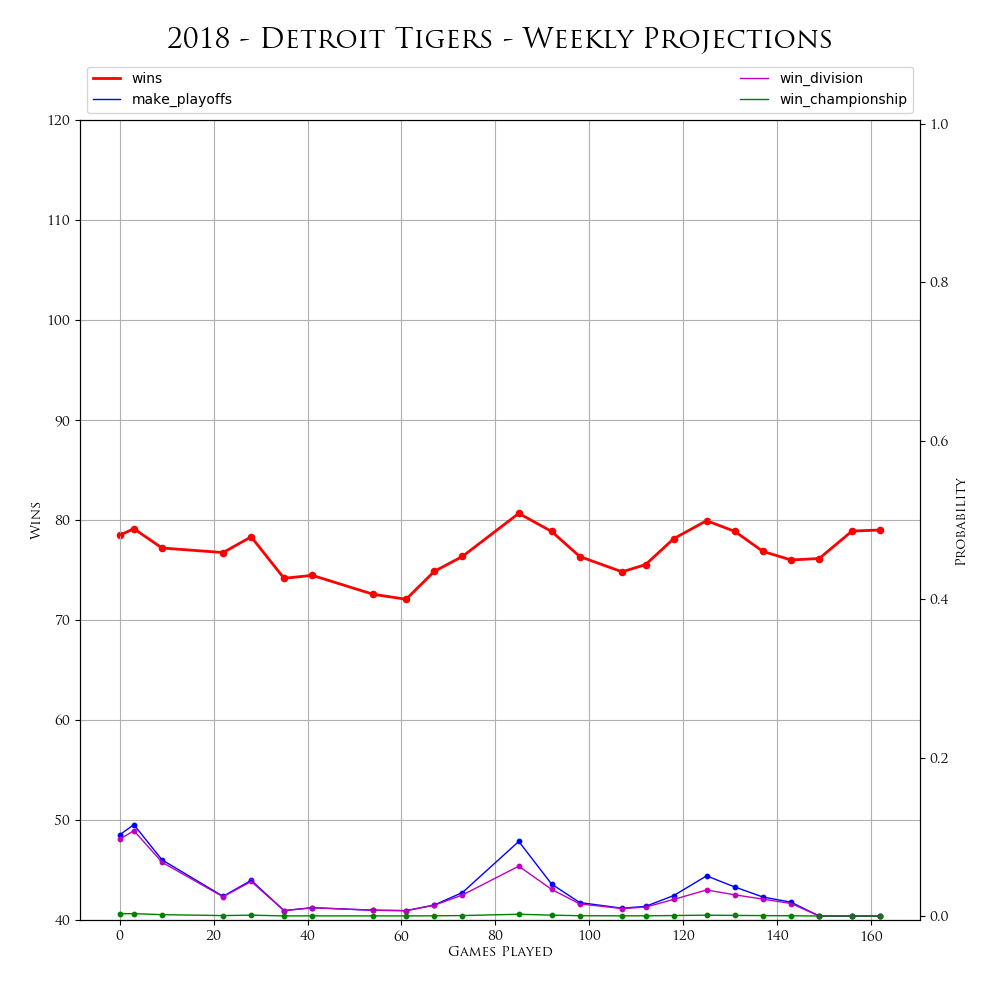 2018 - Detroit Tigers - Weekly Projections
wins
make_playoffs
win_division
win_championship
120
110
100
90
80
70
60
50
40
Wins
1.0
0.8
0.6
0.4
0.2
0.0
Probability
0 20 40 60 80 100 120 140 160
Games Played